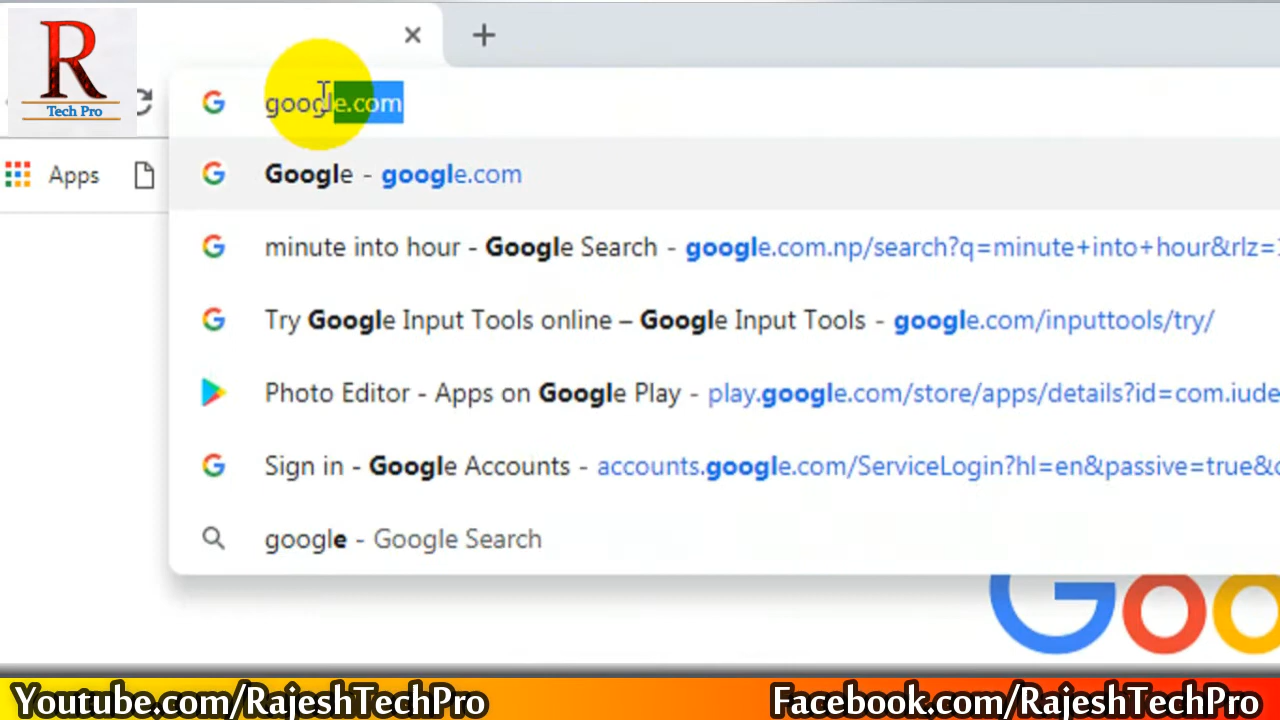 R
Tech Pro
google.com
Apps
Google - google.com
minute into hour - Google Search - google.com.np/search?q=minute+into+hour&rlz=
Try Google Input Tools online – Google Input Tools - google.com/inputtools/try/
Photo Editor - Apps on Google Play - play.google.com/store/apps/details?id=com.iude
Sign in - Google Accounts - accounts.google.com/ServiceLogin?hl=en&passive=true&
google - Google Search
Goo
Youtube.com/RajeshTechPro
Facebook.com/RajeshTechPro